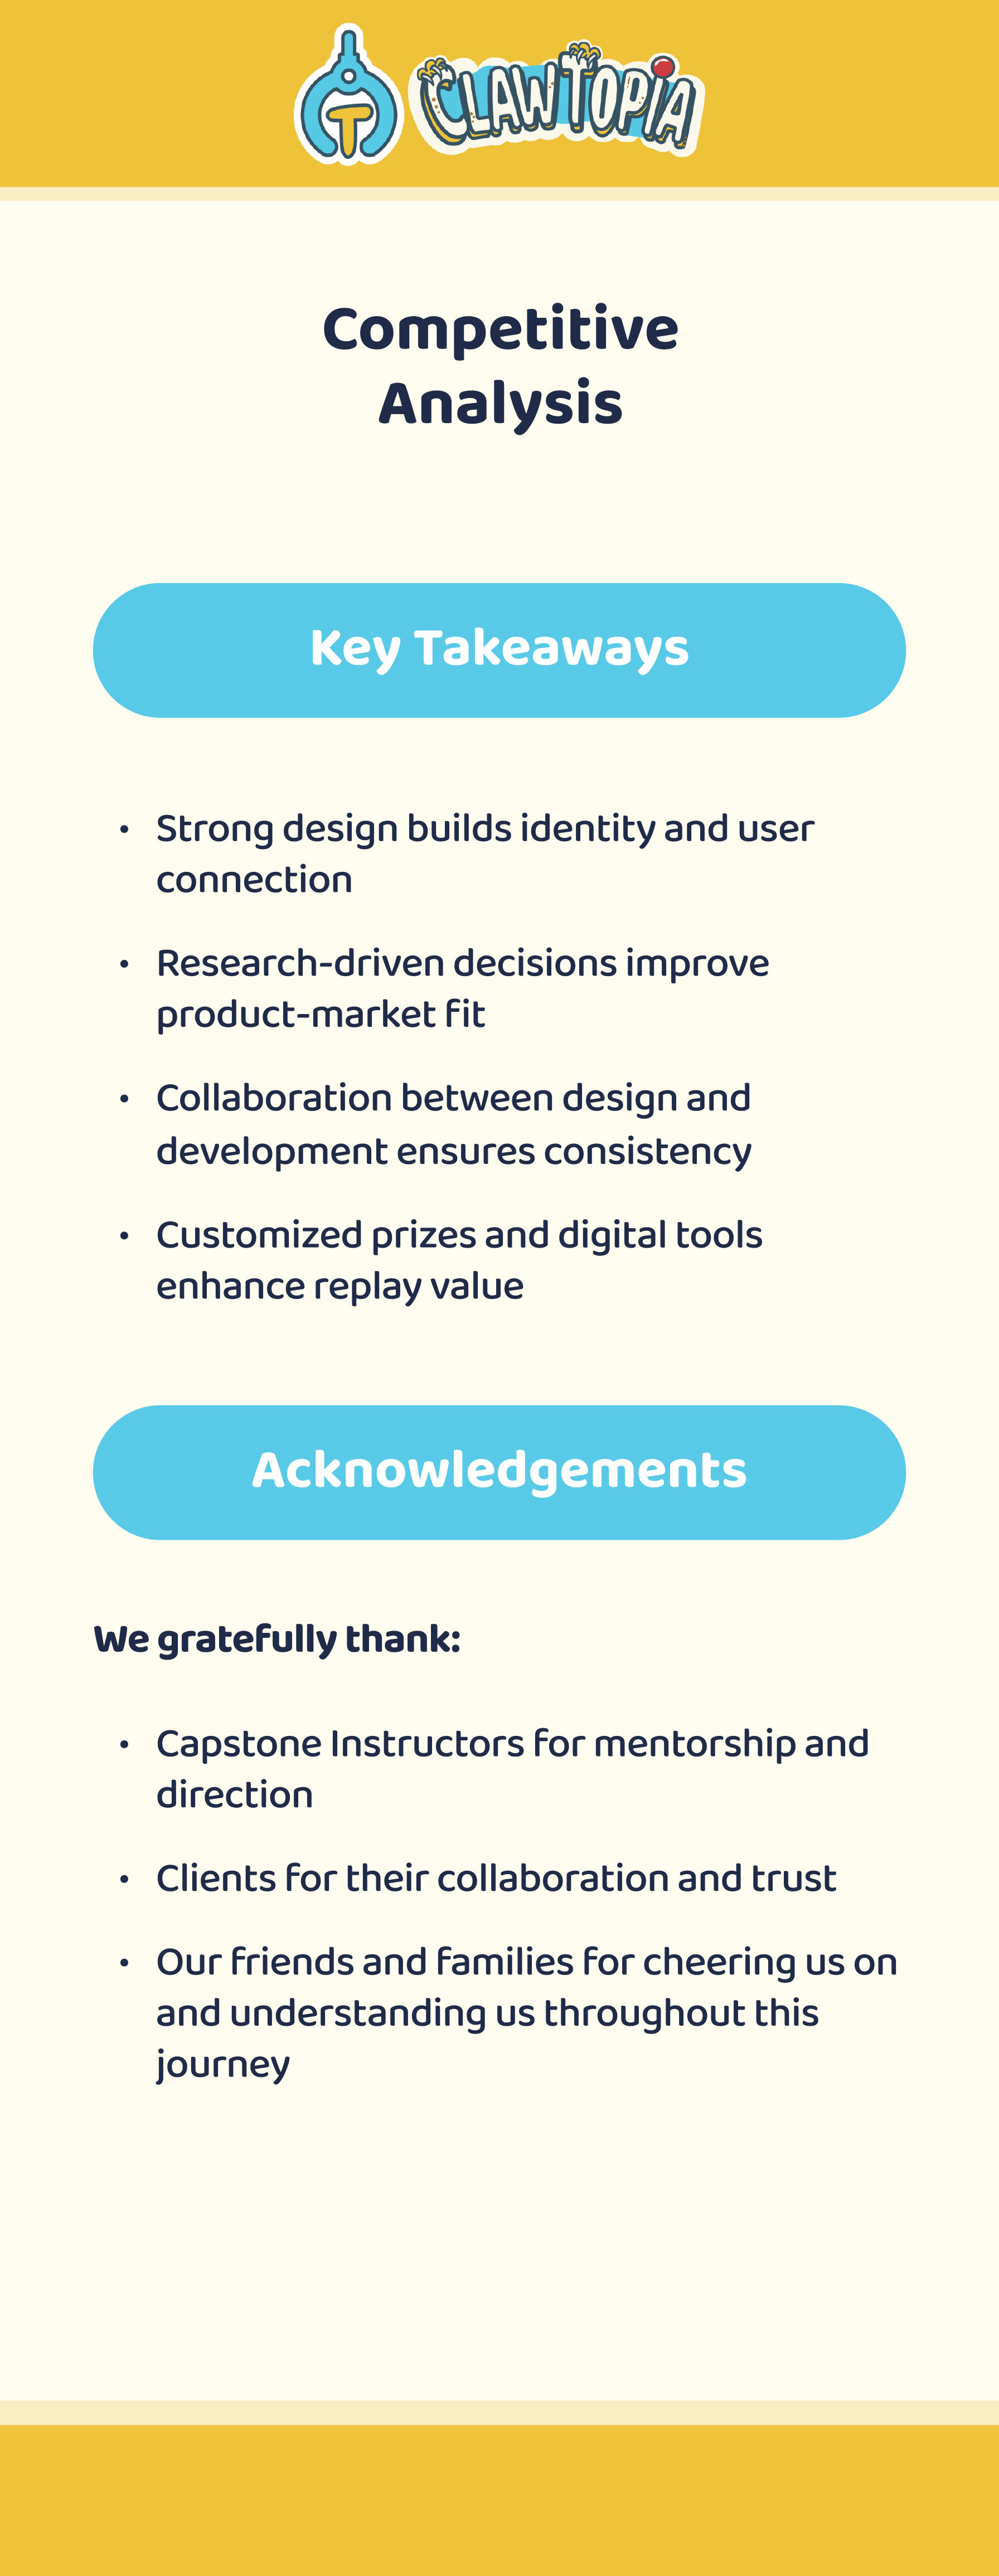 T CLAWTOPIA
Competitive
Analysis
Key Takeaways
• Strong design builds identity and user
connection
• Research-driven decisions improve
product-market fit
• Collaboration between design and
development ensures consistency
• Customized prizes and digital tools
enhance replay value
Acknowledgements
We gratefully thank:
• Capstone Instructors for mentorship and
direction
• Clients for their collaboration and trust
• Our friends and families for cheering us on
and understanding us throughout this
journey